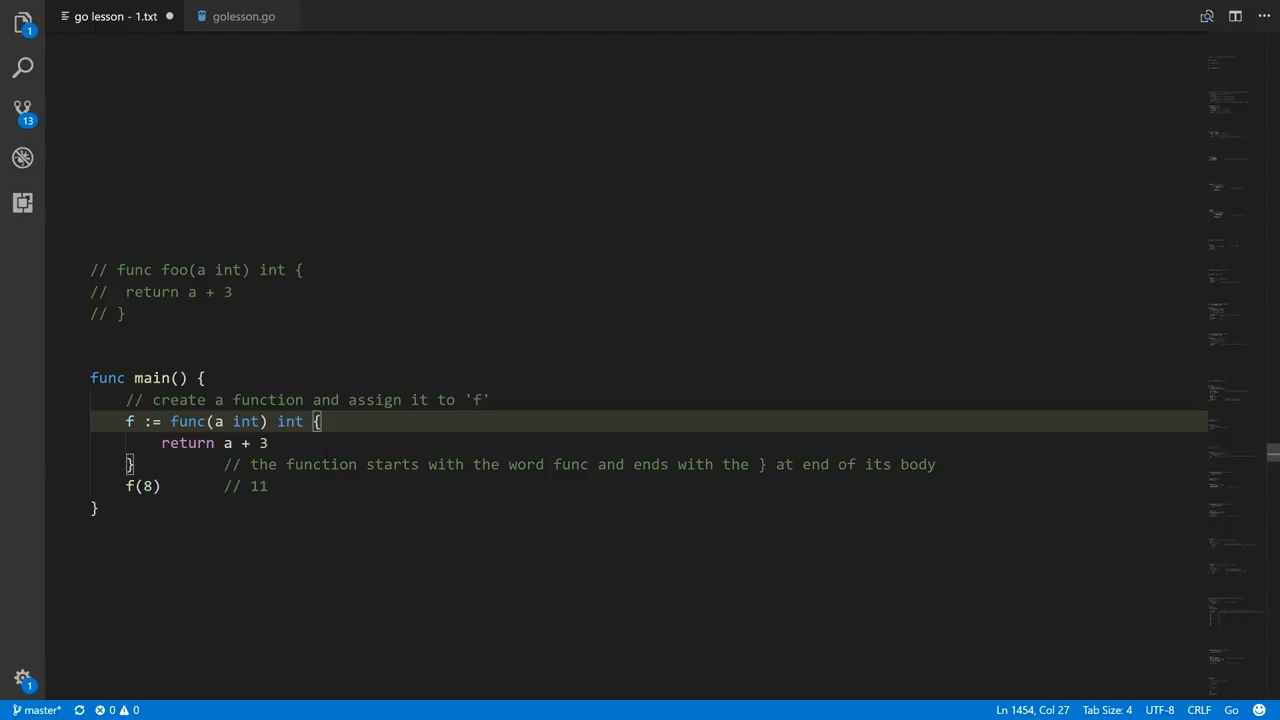 go lesson - 1.txt
golesson.go
1
13
// func foo(a int) int {
//  return a + 3
// }
func main() {
// create a function and assign it to 'f'
f := func(a int) int {
return a + 3
} // the function starts with the word func and ends with the } at end of its body
f(8) // 11
}
1
master* 0 0 Ln 1454, Col 27 Tab Size: 4 UTF-8 CRLF Go